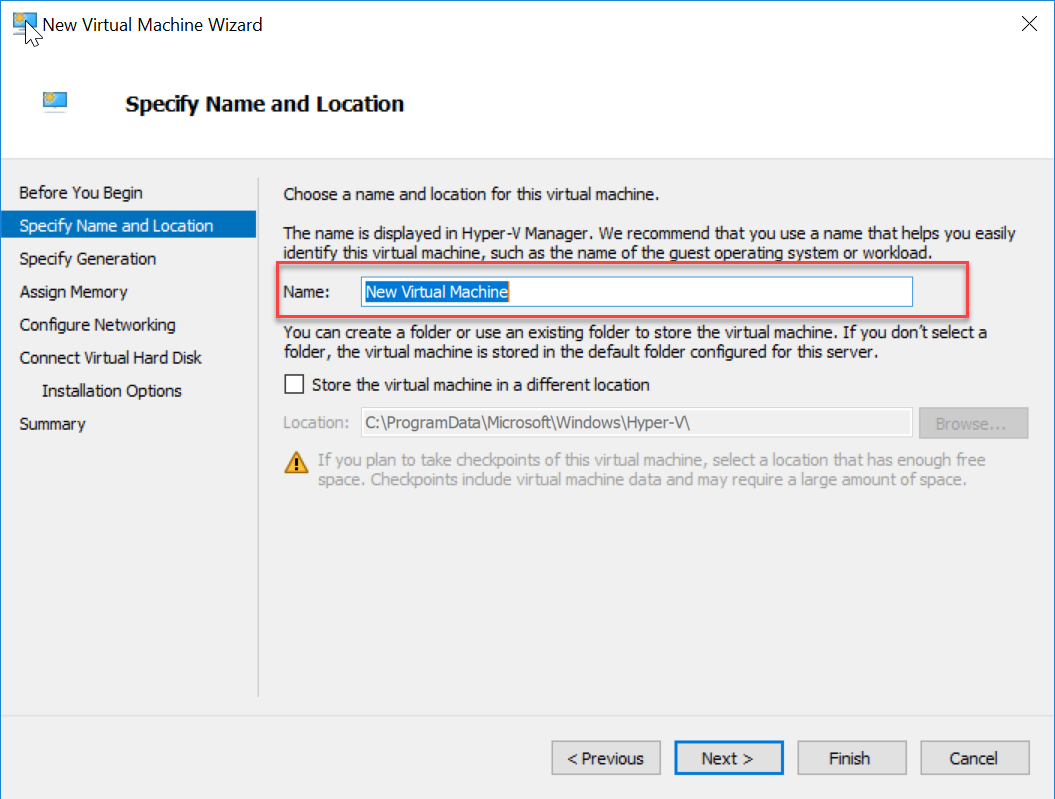 New Virtual Machine Wizard
Specify Name and Location
Before You Begin
Specify Name and Location
Specify Generation
Assign Memory
Configure Networking
Connect Virtual Hard Disk
Installation Options
Summary
Choose a name and location for this virtual machine.
The name is displayed in Hyper-V Manager. We recommend that you use a name that helps you easily
identify this virtual machine, such as the name of the guest operating system or workload.
Name: New Virtual Machine
You can create a folder or use an existing folder to store the virtual machine. If you don’t select a
folder, the virtual machine is stored in the default folder configured for this server.
Store the virtual machine in a different location
Location: C:\ProgramData\Microsoft\Windows\Hyper-V\ Browse...
If you plan to take checkpoints of this virtual machine, select a location that has enough free
space. Checkpoints include virtual machine data and may require a large amount of space.
< Previous Next > Finish Cancel